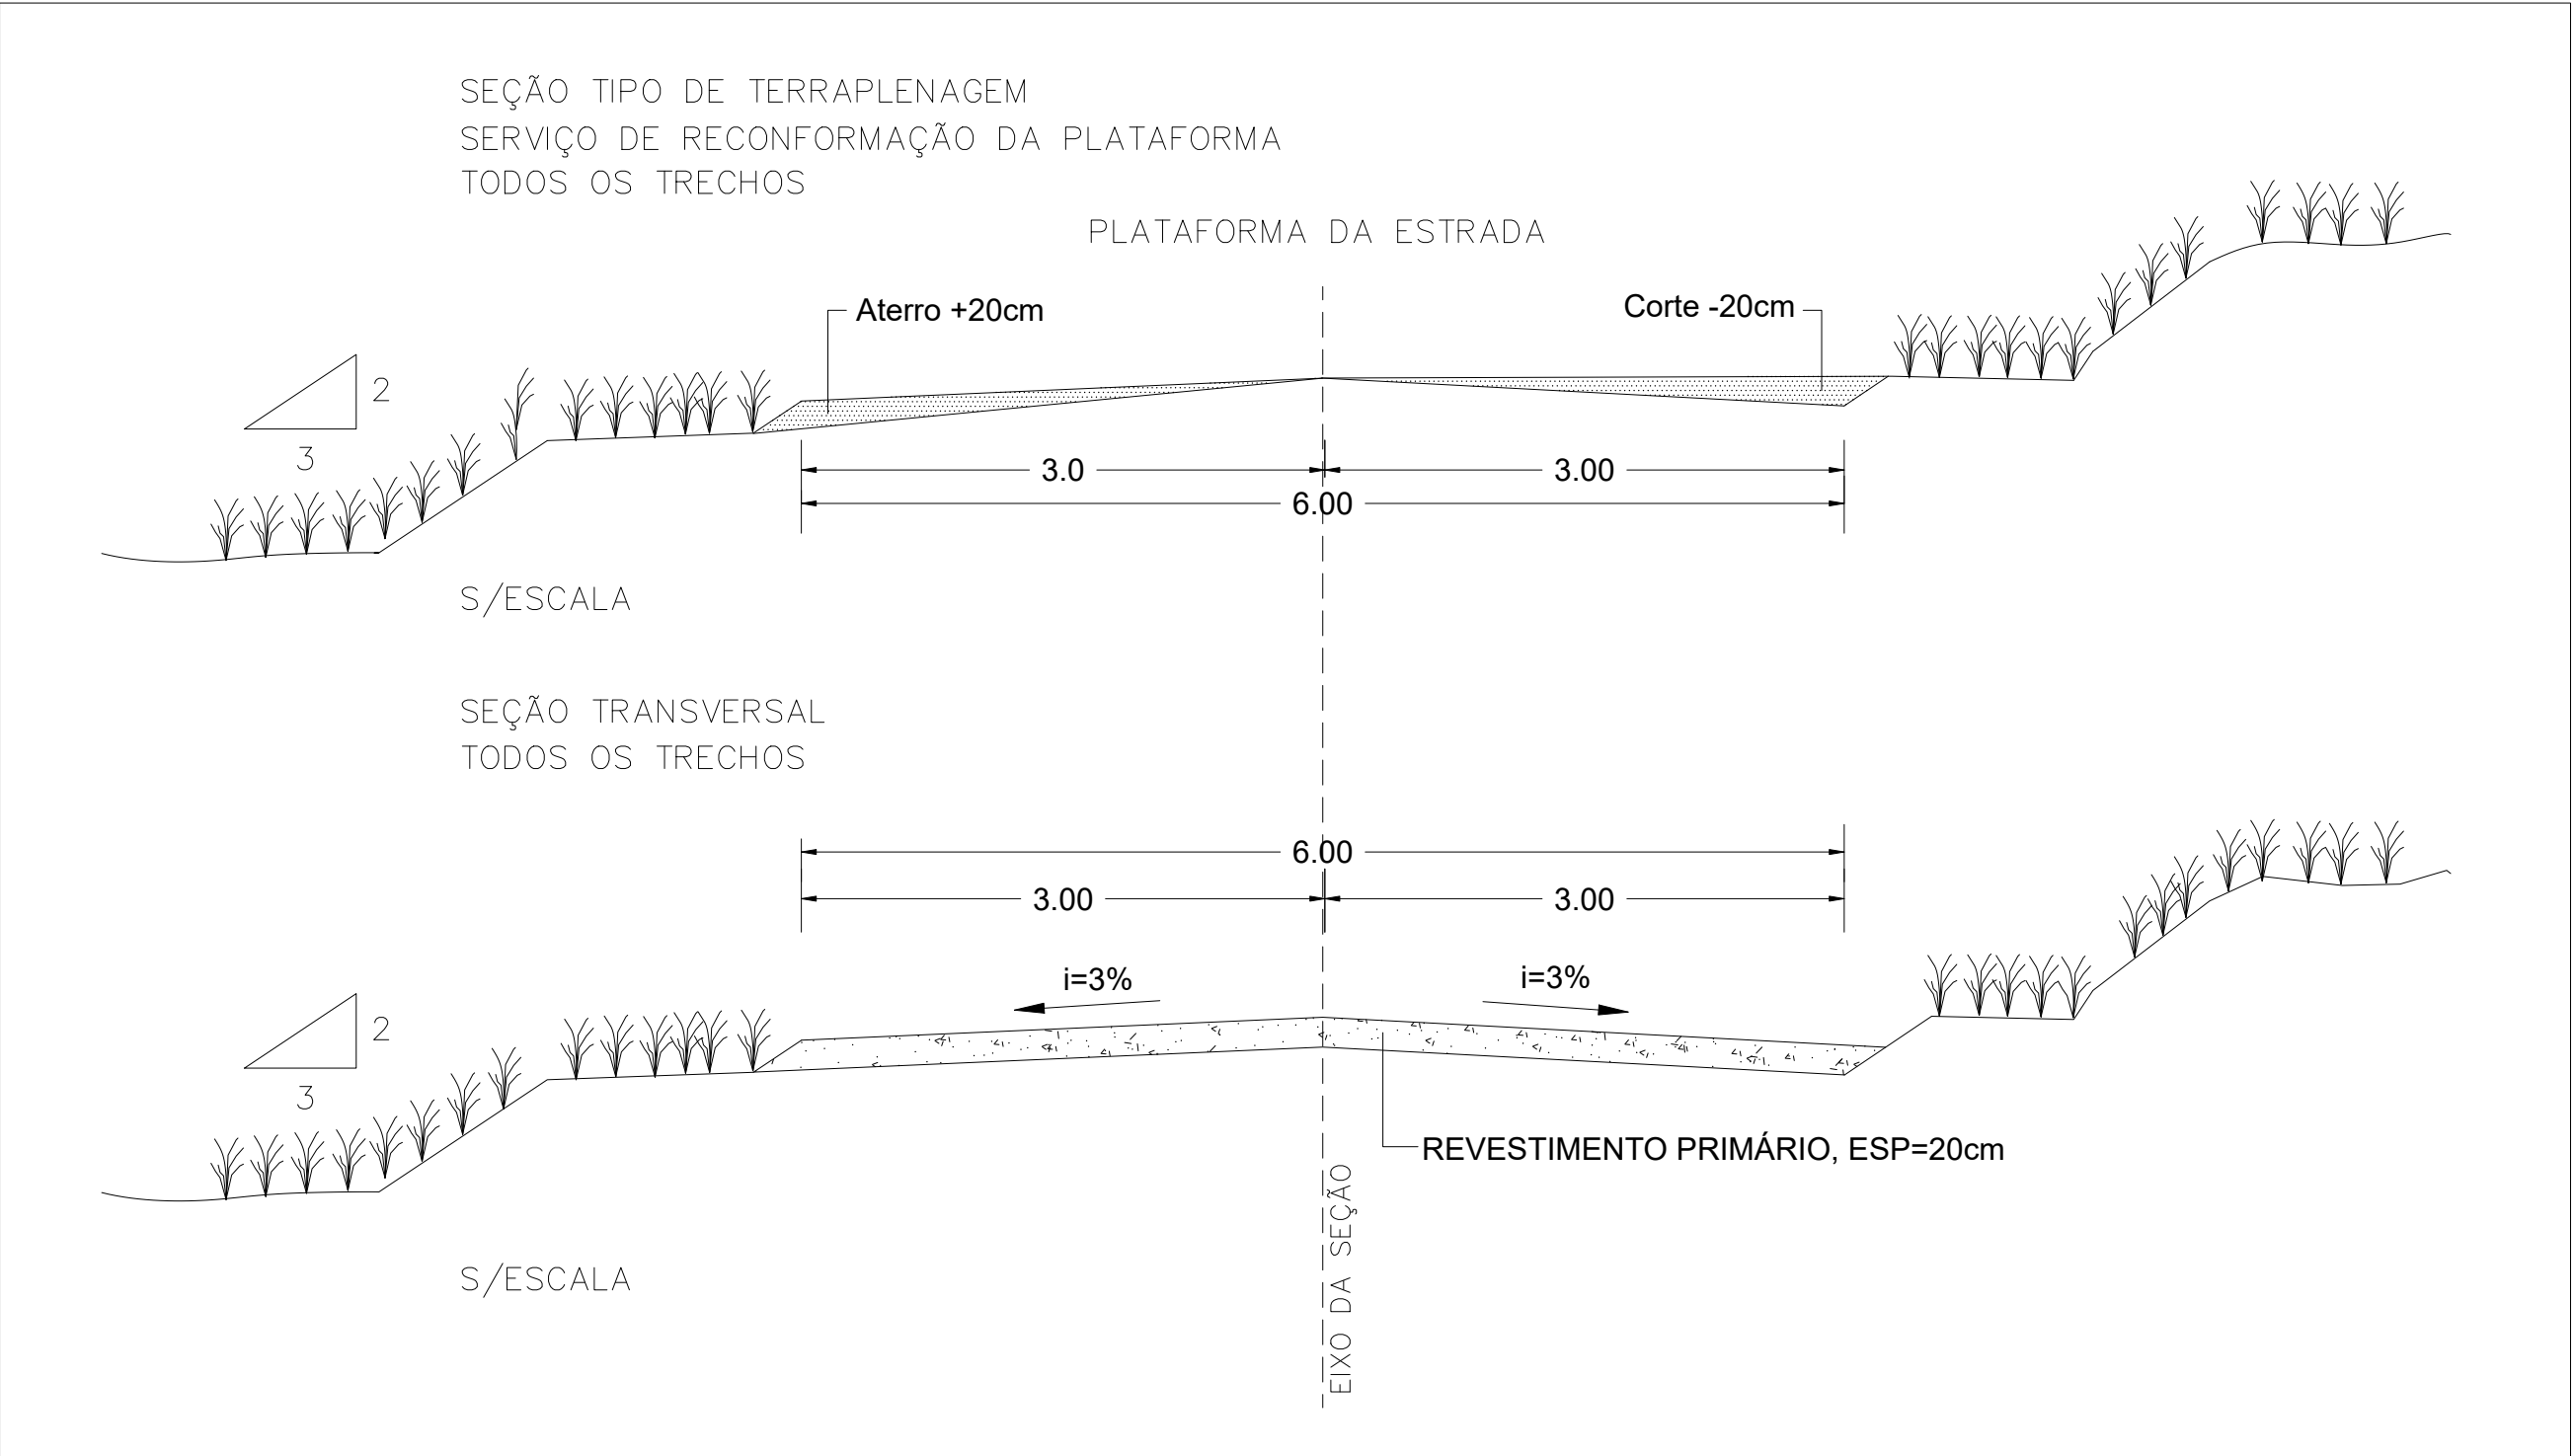 SEÇÃO TIPO DE TERRAPLENAGEM
SERVIÇO DE RECONFORMAÇÃO DA PLATAFORMA
TODOS OS TRECHOS
PLATAFORMA DA ESTRADA
Aterro +20cm
Corte -20cm
2
3
3.0
3.00
6.00
S/ESCALA
SEÇÃO TRANSVERSAL
TODOS OS TRECHOS
6.00
3.00
3.00
i=3%
i=3%
2
3
REVESTIMENTO PRIMÁRIO, ESP=20cm
EIXO DA SEÇÃO
S/ESCALA